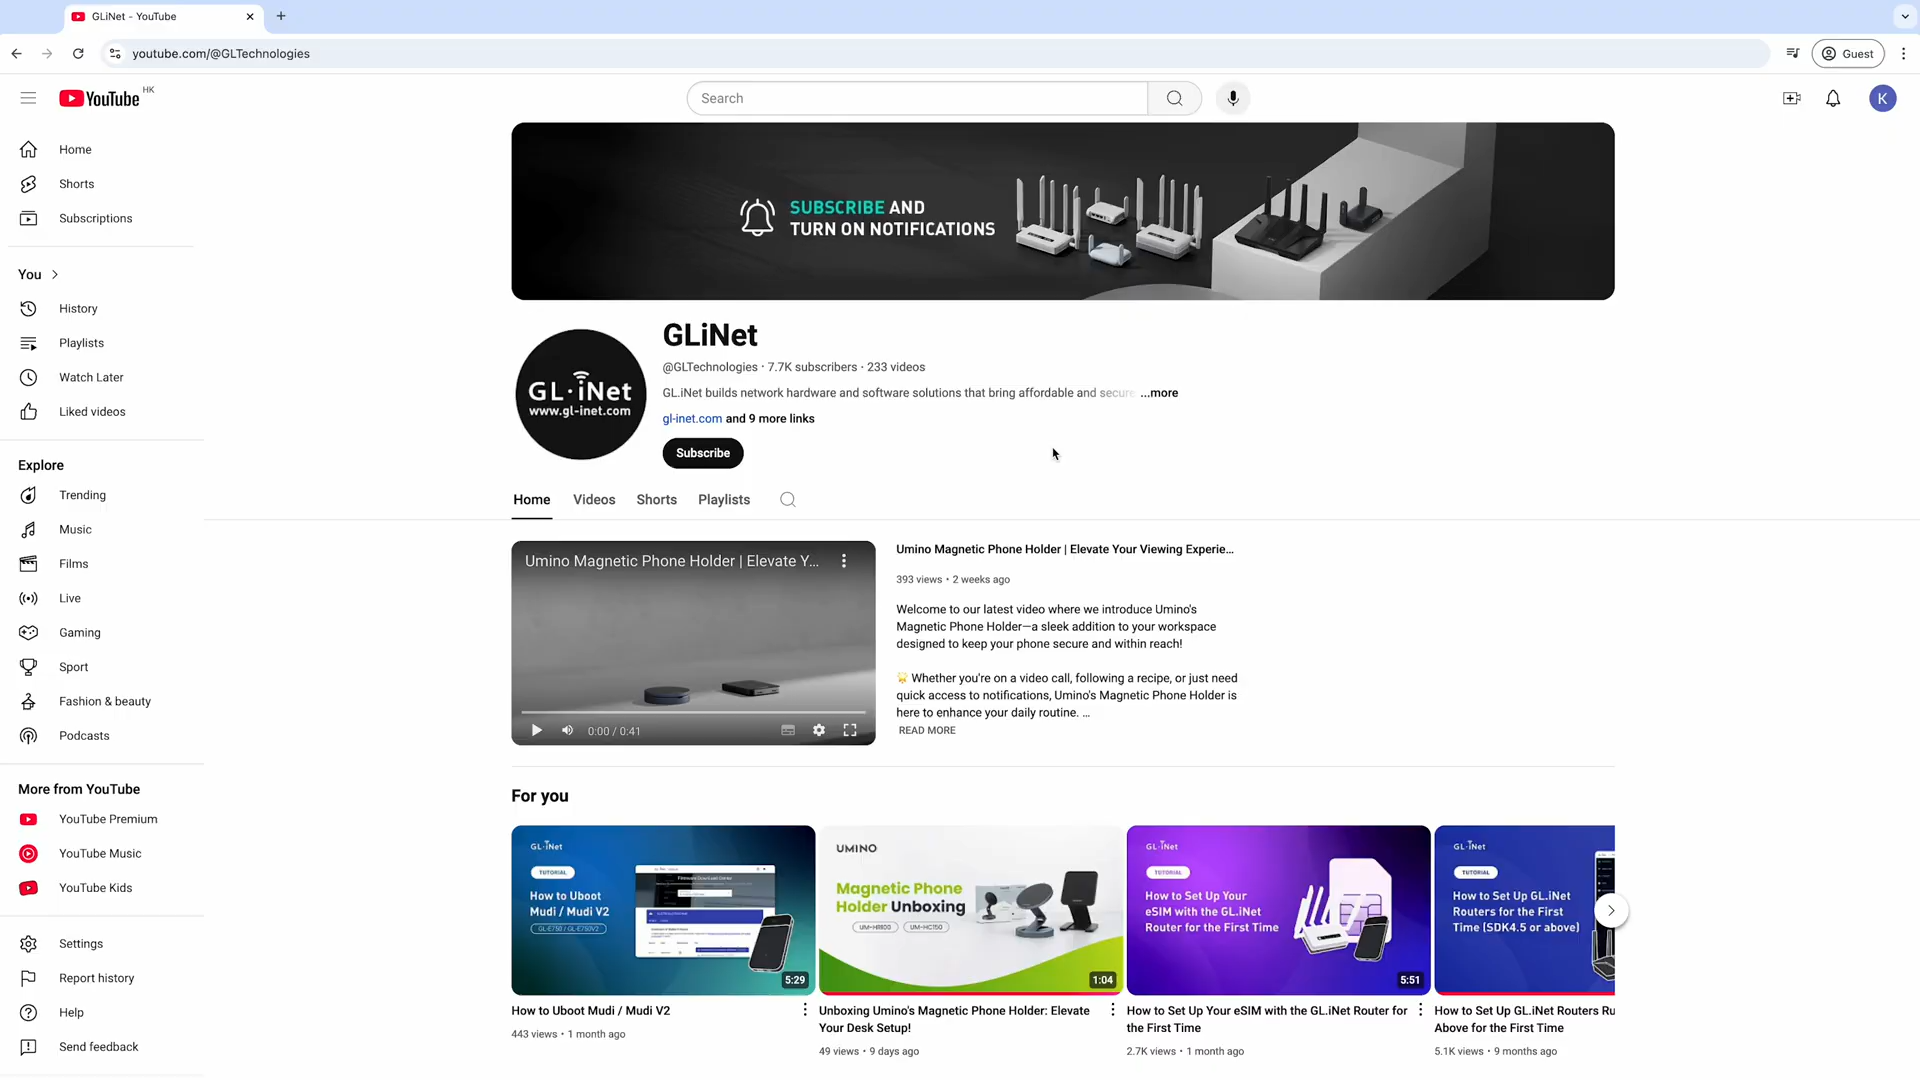 GLiNet - YouTube
youtube.com/@GLTechnologies
Guest
YouTube HK
Search
K
Home
Shorts
Subscriptions
You
History
Playlists
Watch Later
Liked videos
Explore
Trending
Music
Films
Live
Gaming
Sport
Fashion & beauty
Podcasts
More from YouTube
YouTube Premium
YouTube Music
YouTube Kids
Settings
Report history
Help
Send feedback
SUBSCRIBE AND
TURN ON NOTIFICATIONS
GL·iNet
www.gl-inet.com
GLiNet
@GLTechnologies · 7.7K subscribers · 233 videos
GL.iNet builds network hardware and software solutions that bring affordable and secure ...more
gl-inet.com and 9 more links
Subscribe
Home Videos Shorts Playlists
Umino Magnetic Phone Holder | Elevate Y...
0:00 / 0:41
Umino Magnetic Phone Holder | Elevate Your Viewing Experie...
393 views • 2 weeks ago
Welcome to our latest video where we introduce Umino's
Magnetic Phone Holder—a sleek addition to your workspace
designed to keep your phone secure and within reach!
🌟 Whether you're on a video call, following a recipe, or just need
quick access to notifications, Umino's Magnetic Phone Holder is
here to enhance your daily routine. ...
READ MORE
For you
GL·iNet
TUTORIAL
How to Uboot
Mudi / Mudi V2
GL-E750 / GL-E750V2
5:29
How to Uboot Mudi / Mudi V2
443 views • 1 month ago
UMINO
Magnetic Phone
Holder Unboxing
UM-HR600 UM-HC150
1:04
Unboxing Umino's Magnetic Phone Holder: Elevate
Your Desk Setup!
49 views • 9 days ago
GL·iNet
TUTORIAL
How to Set Up Your
eSIM with the GL.iNet
Router for the First Time
5:51
How to Set Up Your eSIM with the GL.iNet Router for
the First Time
2.7K views • 1 month ago
GL·iNet
TUTORIAL
How to Set Up GL.iNet
Routers for the First
Time (SDK4.5 or above)
How to Set Up GL.iNet Routers Ru
Above for the First Time
5.1K views • 9 months ago